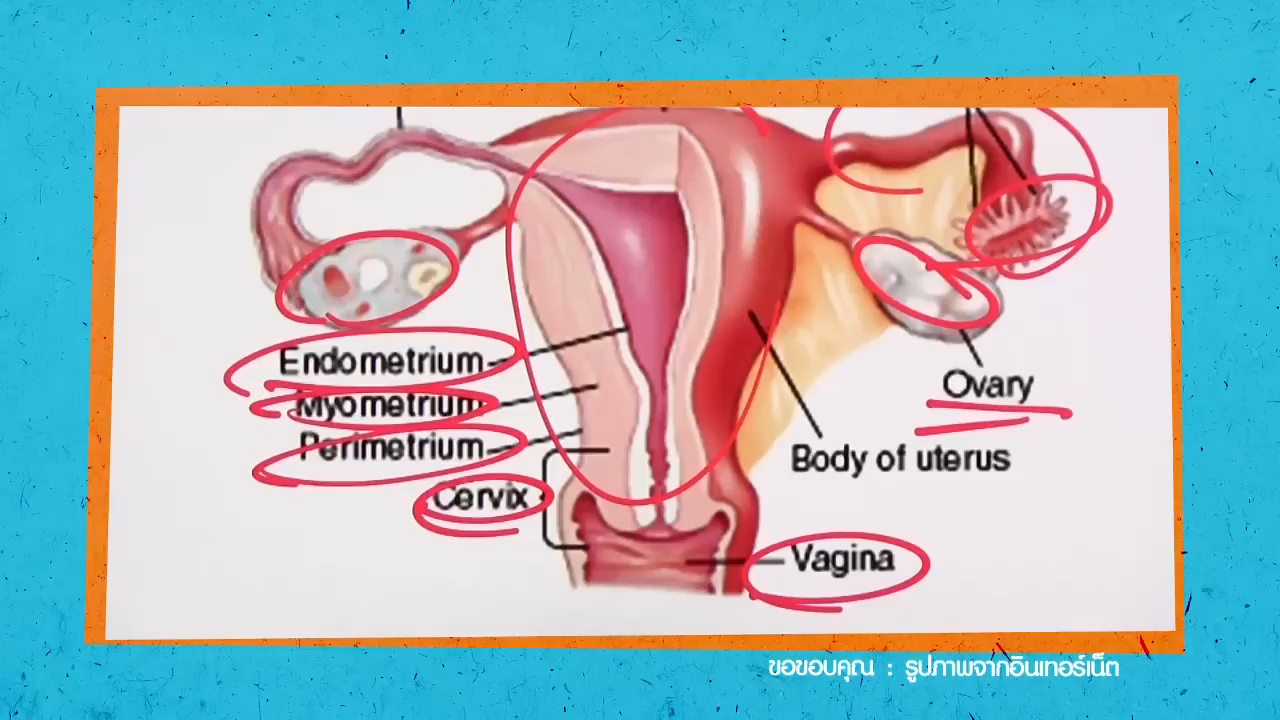 Endometrium
Myometrium
Perimetrium
Cervix
Ovary
Body of uterus
Vagina
ขอขอบคุณ : รูปภาพจากอินเทอร์เน็ต